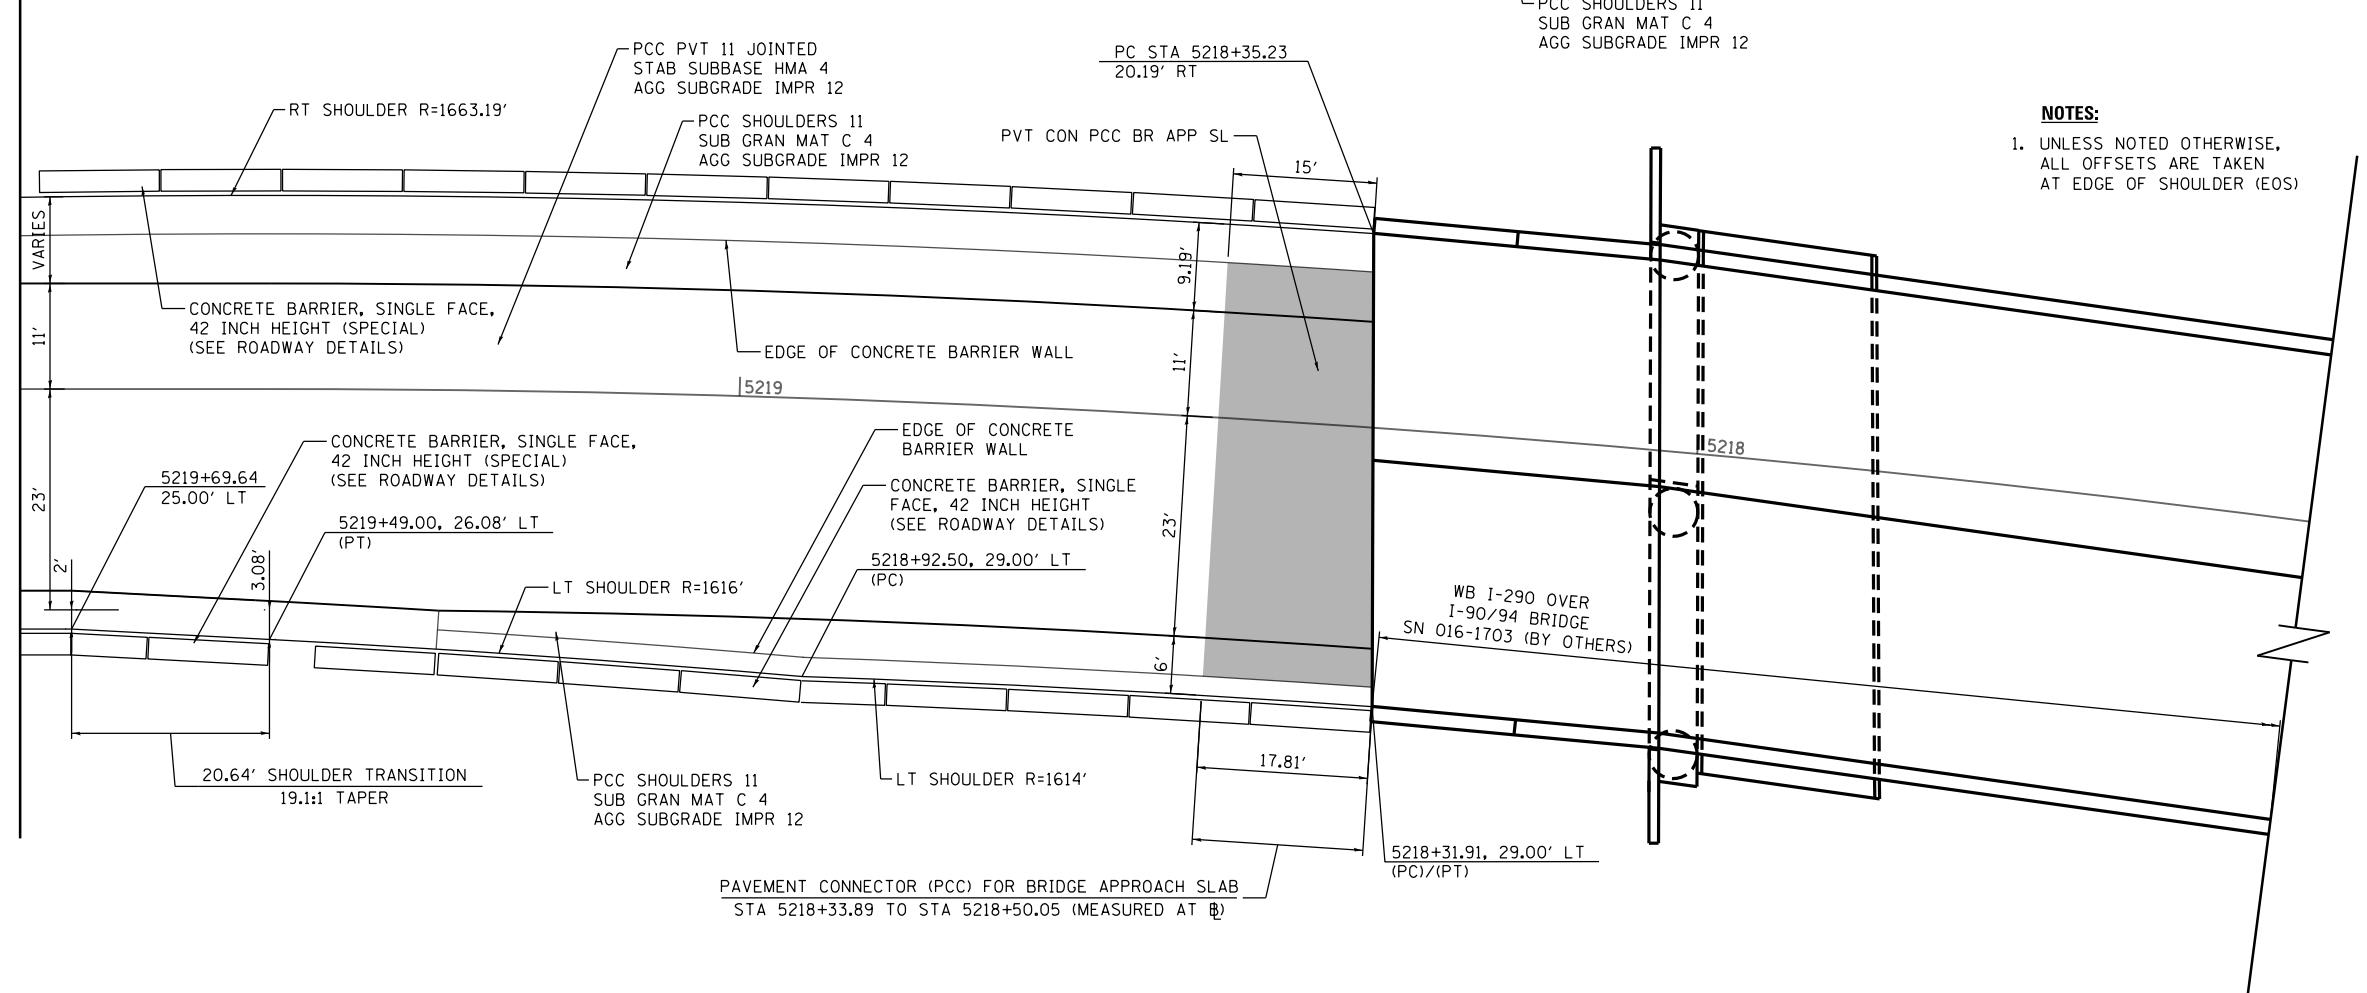 PCC SHOULDERS 11
SUB GRAN MAT C 4
AGG SUBGRADE IMPR 12
PCC PVT 11 JOINTED
STAB SUBBASE HMA 4
AGG SUBGRADE IMPR 12
PC STA 5218+35.23
20.19' RT
RT SHOULDER R=1663.19'
PCC SHOULDERS 11
SUB GRAN MAT C 4
AGG SUBGRADE IMPR 12
PVT CON PCC BR APP SL
15'
NOTES:
1. UNLESS NOTED OTHERWISE,
ALL OFFSETS ARE TAKEN
AT EDGE OF SHOULDER (EOS)
VARIES
9.19'
CONCRETE BARRIER, SINGLE FACE,
42 INCH HEIGHT (SPECIAL)
(SEE ROADWAY DETAILS)
11'
EDGE OF CONCRETE BARRIER WALL
11'
5219
5218
EDGE OF CONCRETE
BARRIER WALL
CONCRETE BARRIER, SINGLE FACE,
42 INCH HEIGHT (SPECIAL)
(SEE ROADWAY DETAILS)
5219+69.64
25.00' LT
23'
CONCRETE BARRIER, SINGLE
FACE, 42 INCH HEIGHT
(SEE ROADWAY DETAILS)
5219+49.00, 26.08' LT
(PT)
23'
2'
3.08'
5218+92.50, 29.00' LT
(PC)
LT SHOULDER R=1616'
WB I-290 OVER
I-90/94 BRIDGE
SN 016-1703 (BY OTHERS)
6'
17.81'
20.64' SHOULDER TRANSITION
19.1:1 TAPER
PCC SHOULDERS 11
SUB GRAN MAT C 4
AGG SUBGRADE IMPR 12
LT SHOULDER R=1614'
5218+31.91, 29.00' LT
(PC)/(PT)
PAVEMENT CONNECTOR (PCC) FOR BRIDGE APPROACH SLAB
STA 5218+33.89 TO STA 5218+50.05 (MEASURED AT BL)